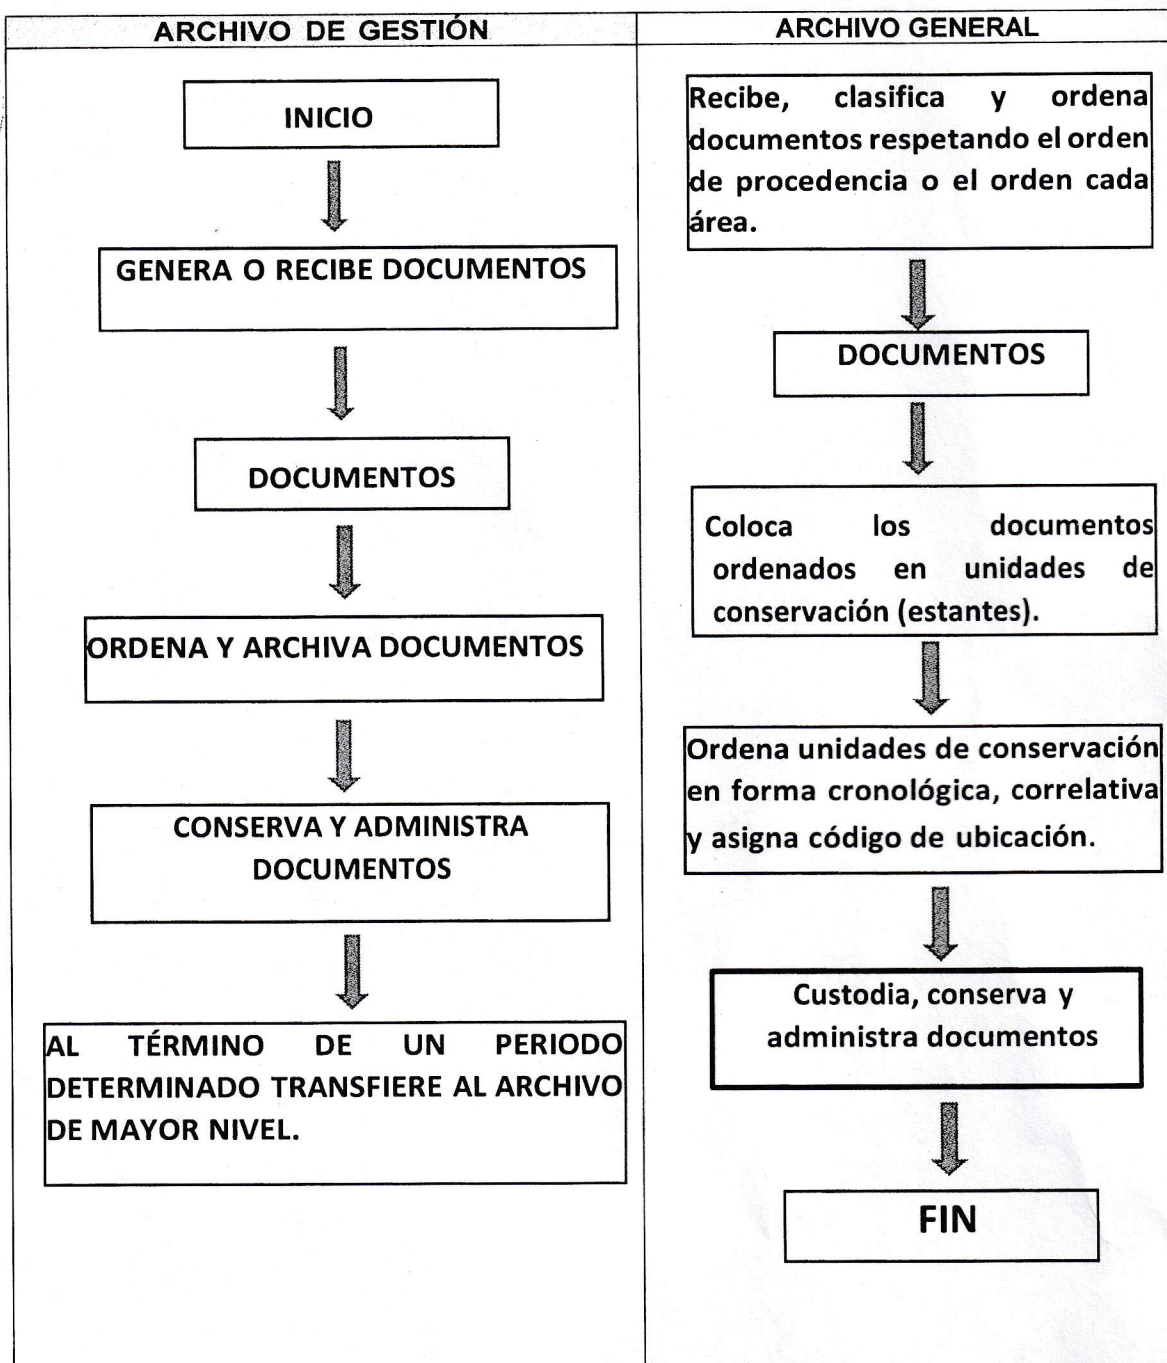 ARCHIVO DE GESTIÓN
INICIO
GENERA O RECIBE DOCUMENTOS
DOCUMENTOS
ORDENA Y ARCHIVA DOCUMENTOS
CONSERVA Y ADMINISTRA
DOCUMENTOS
AL TÉRMINO DE UN PERIODO
DETERMINADO TRANSFIERE AL ARCHIVO
DE MAYOR NIVEL.
ARCHIVO GENERAL
Recibe, clasifica y ordena
documentos respetando el orden
de procedencia o el orden cada
área.
DOCUMENTOS
Coloca los documentos
ordenados en unidades de
conservación (estantes).
Ordena unidades de conservación
en forma cronológica, correlativa
y asigna código de ubicación.
Custodia, conserva y
administra documentos
FIN